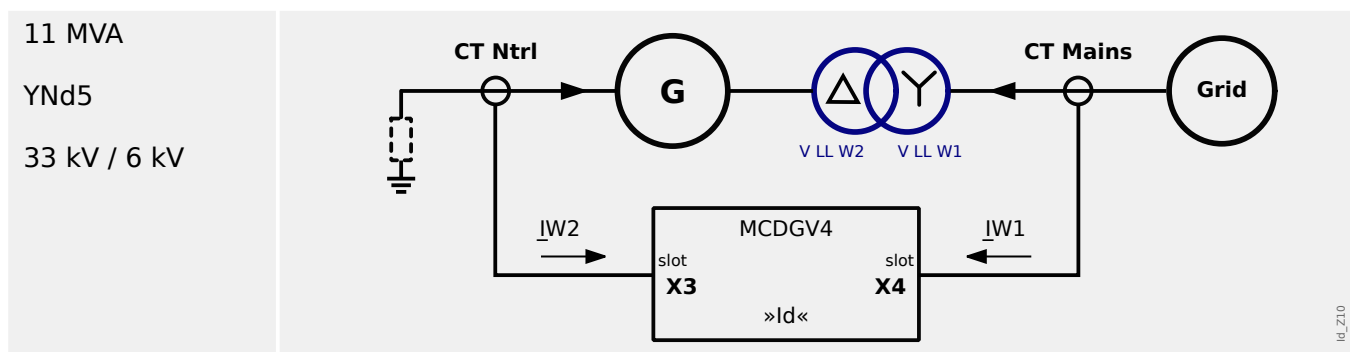 11 MVA
YNd5
33 kV / 6 kV
CT Ntrl
CT Mains
G
Grid
V LL W2
V LL W1
IW2
MCDGV4
IW1
slot
slot
X3
X4
»Id«
Id_Z10